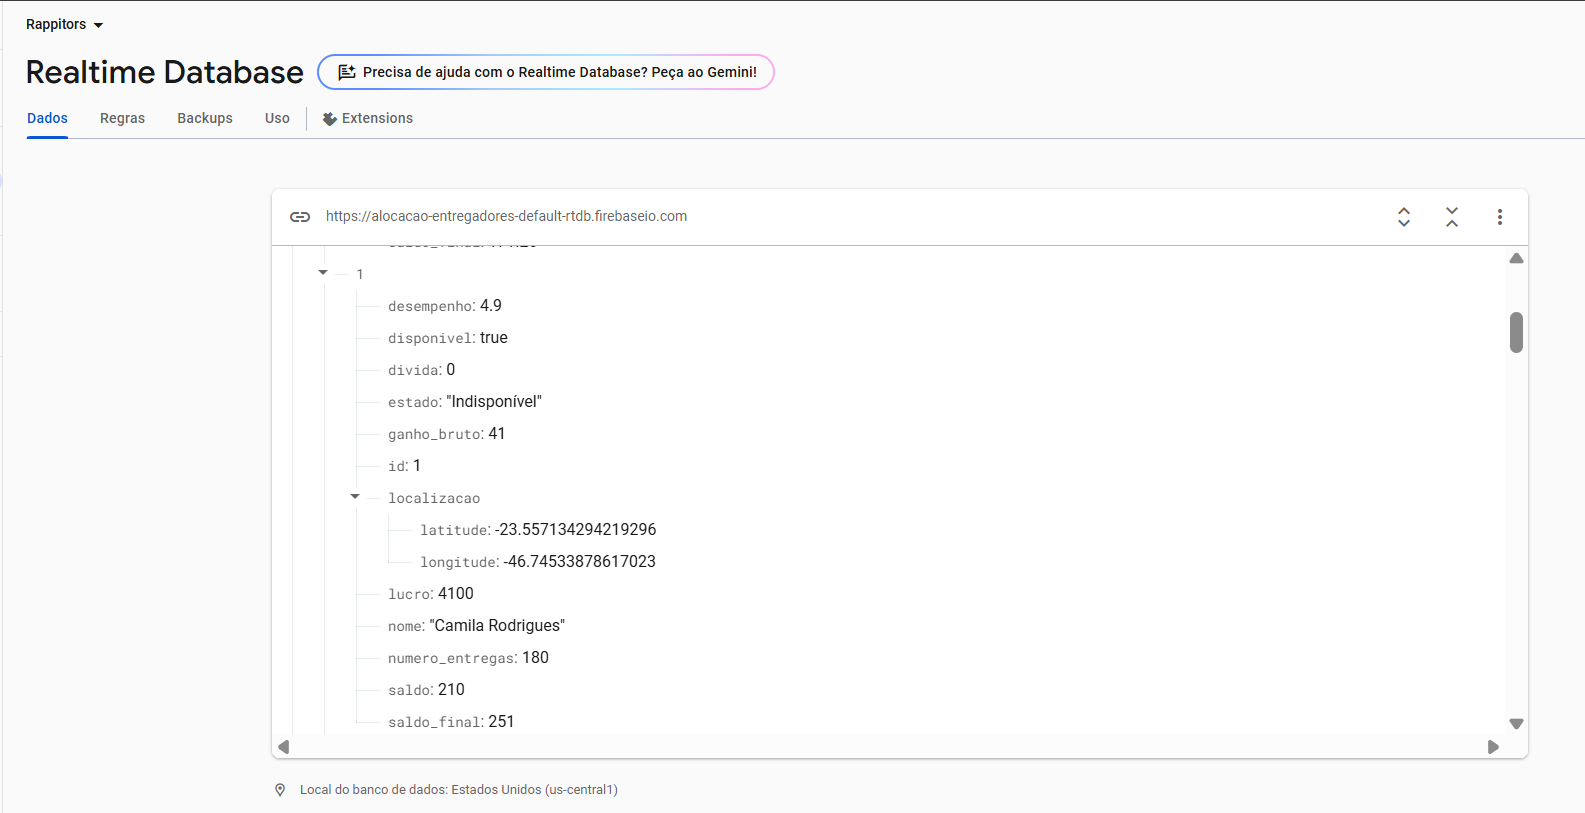 Rappitors
Realtime Database
Precisa de ajuda com o Realtime Database? Peça ao Gemini!
Dados Regras Backups Uso Extensions
https://alocacao-entregadores-default-rtdb.firebaseio.com
1
desempenho: 4.9
disponivel: true
divida: 0
estado: "Indisponível"
ganho_bruto: 41
id: 1
localizacao
latitude: -23.557134294219296
longitude: -46.74533878617023
lucro: 4100
nome: "Camila Rodrigues"
numero_entregas: 180
saldo: 210
saldo_final: 251
Local do banco de dados: Estados Unidos (us-central1)